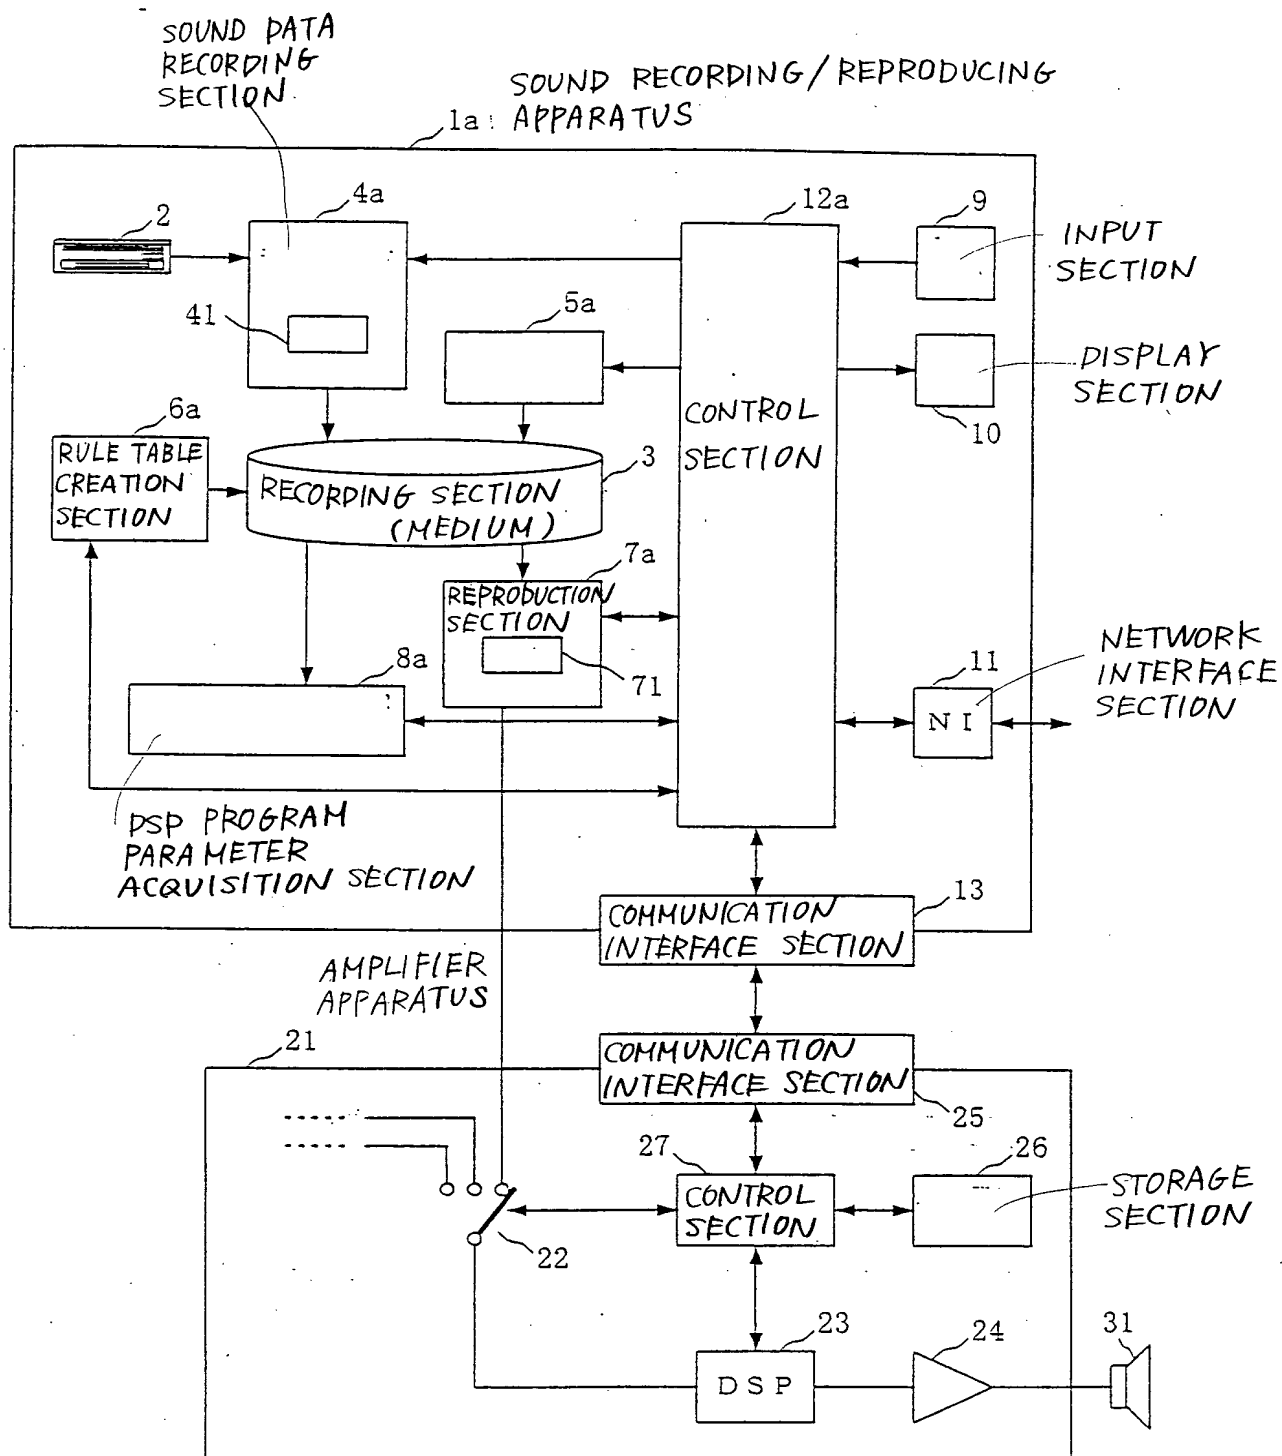 SOUND DATA
RECORDING
SECTION
SOUND RECORDING/REPRODUCING
APPARATUS
1a
4a
12a
9
2
INPUT
SECTION
41
5a
DISPLAY
SECTION
10
6a
CONTROL
SECTION
RULE TABLE
CREATION
SECTION
3
RECORDING SECTION
(MEDIUM)
7a
REPRODUCTION
SECTION
71
8a
11
NETWORK
INTERFACE
SECTION
NI
DSP PROGRAM
PARAMETER
ACQUISITION SECTION
13
COMMUNICATION
INTERFACE SECTION
AMPLIFIER
APPARATUS
21
COMMUNICATION
INTERFACE SECTION
25
27
26
CONTROL
SECTION
STORAGE
SECTION
22
23
24
31
DSP